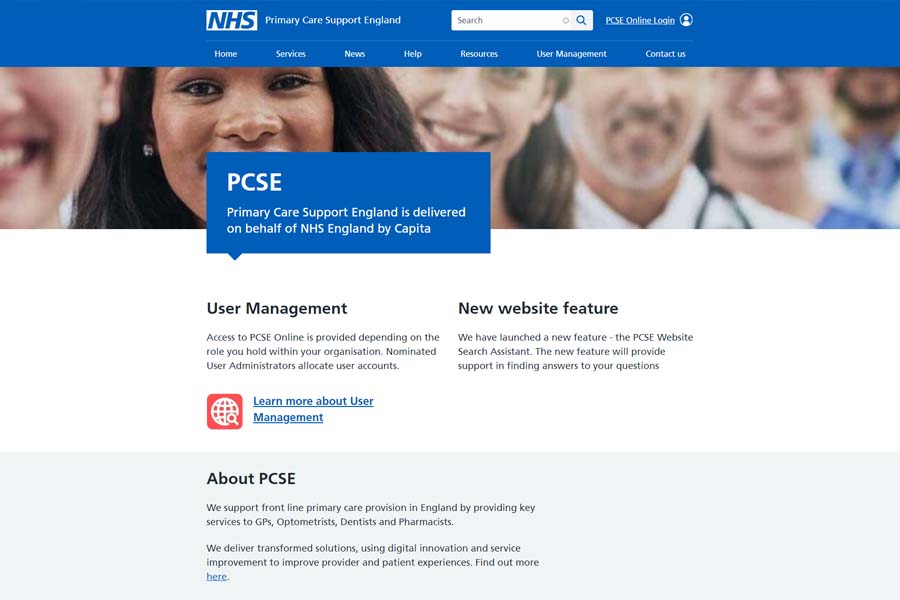 NHS Primary Care Support England
Search
PCSE Online Login
Home Services News Help Resources User Management Contact us
PCSE
Primary Care Support England is delivered
on behalf of NHS England by Capita
User Management
Access to PCSE Online is provided depending on the
role you hold within your organisation. Nominated
User Administrators allocate user accounts.
Learn more about User
Management
New website feature
We have launched a new feature - the PCSE Website
Search Assistant. The new feature will provide
support in finding answers to your questions
About PCSE
We support front line primary care provision in England by providing key
services to GPs, Optometrists, Dentists and Pharmacists.
We deliver transformed solutions, using digital innovation and service
improvement to improve provider and patient experiences. Find out more
here.